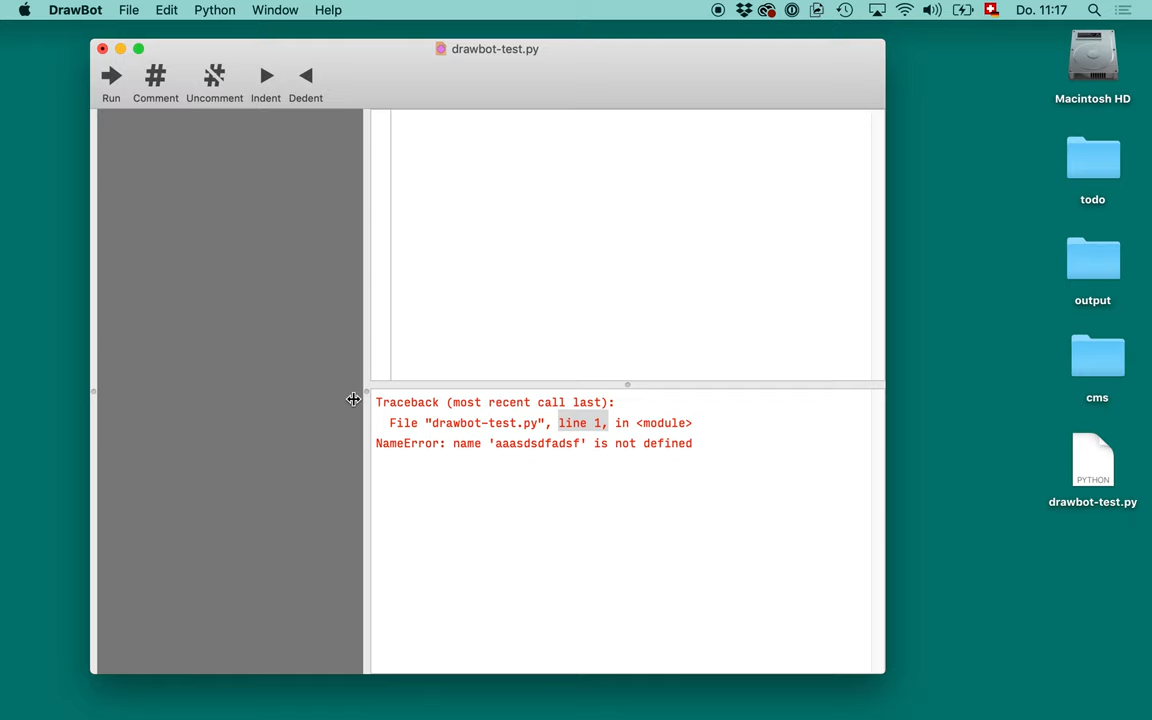 DrawBot File Edit Python Window Help Do. 11:17
drawbot-test.py
Run Comment Uncomment Indent Dedent
Macintosh HD
todo
output
cms
Traceback (most recent call last):
File "drawbot-test.py", line 1, in <module>
NameError: name 'aaasdsdfadsf' is not defined
PYTHON
drawbot-test.py